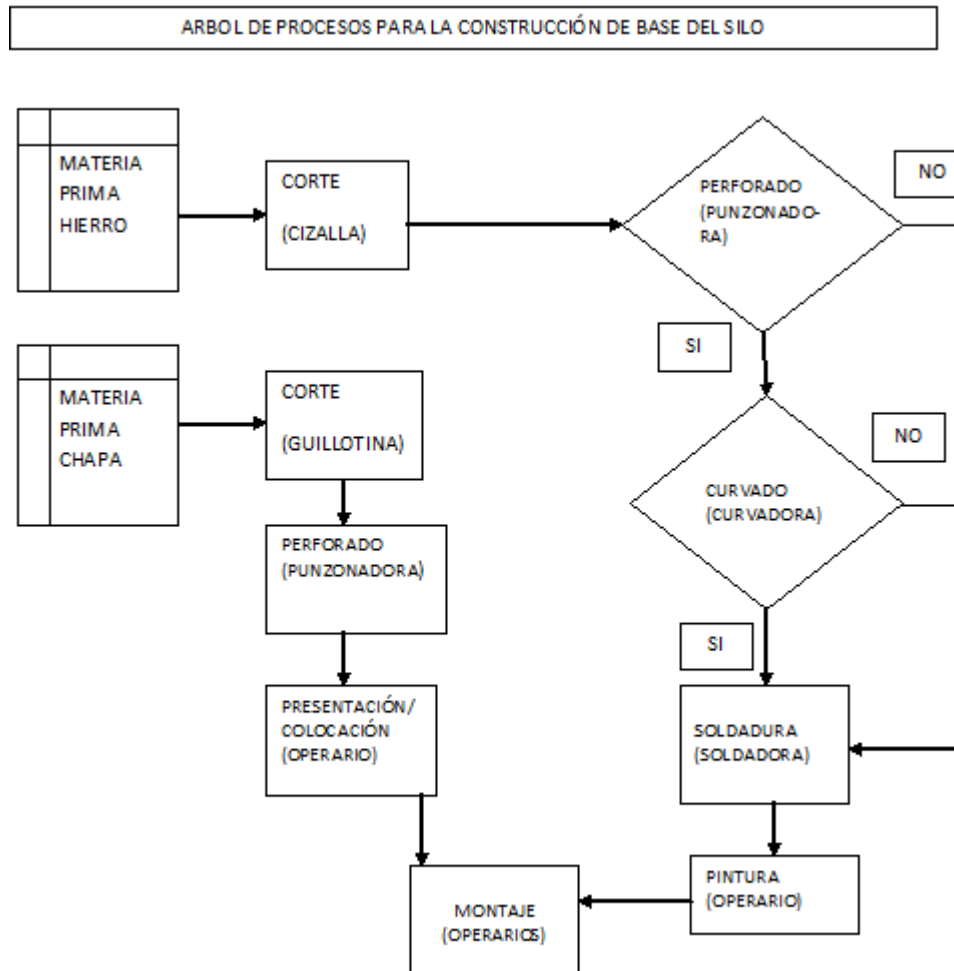 ARBOL DE PROCESOS PARA LA CONSTRUCCIÓN DE BASE DEL SILO
MATERIA
PRIMA
HIERRO
CORTE
(CIZALLA)
PERFORADO
(PUNZONADO-
RA)
NO
SI
MATERIA
PRIMA
CHAPA
CORTE
(GUILLOTINA)
CURVADO
(CURVADORA)
NO
PERFORADO
(PUNZONADORA)
SI
PRESENTACIÓN/
COLOCACIÓN
(OPERARIO)
SOLDADURA
(SOLDADORA)
PINTURA
(OPERARIO)
MONTAJE
(OPERARIOS)